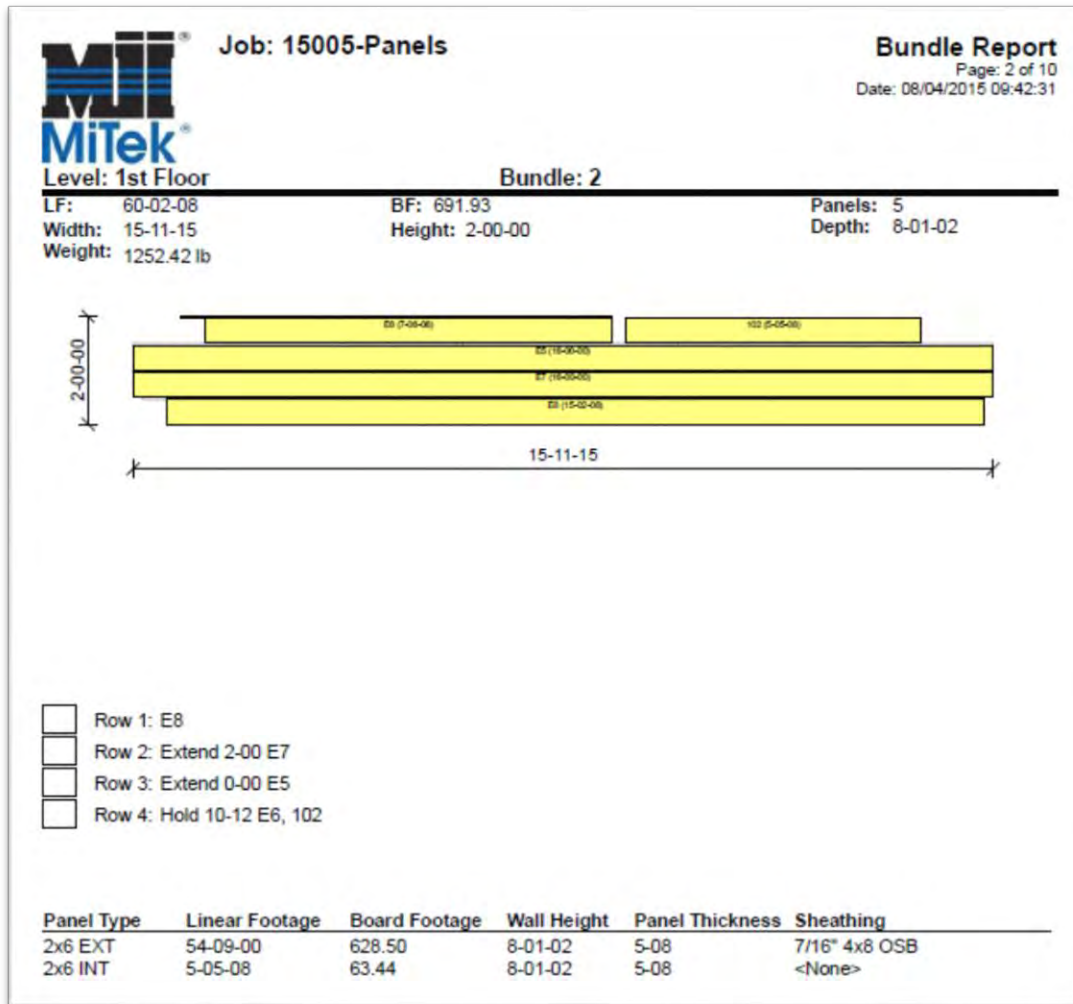 Job: 15005-Panels
Bundle Report
Page: 2 of 10
Date: 08/04/2015 09:42:31
MiTek®
Level: 1st Floor Bundle: 2
LF: 60-02-08 BF: 691.93 Panels: 5
Width: 15-11-15 Height: 2-00-00 Depth: 8-01-02
Weight: 1252.42 lb
2-00-00
15-11-15
Row 1: E8
Row 2: Extend 2-00 E7
Row 3: Extend 0-00 E5
Row 4: Hold 10-12 E6, 102
Panel Type Linear Footage Board Footage Wall Height Panel Thickness Sheathing
2x6 EXT 54-09-00 628.50 8-01-02 5-08 7/16" 4x8 OSB
2x6 INT 5-05-08 63.44 8-01-02 5-08 <None>